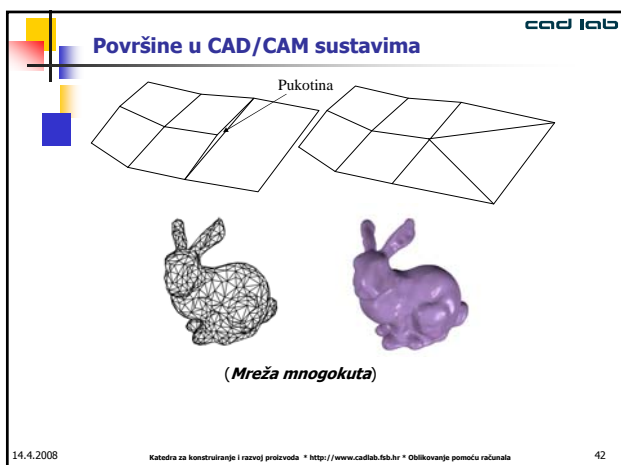 cad lab
Površine u CAD/CAM sustavima
Pukotina
(Mreža mnogokuta)
14.4.2008
Katedra za konstruiranje i razvoj proizvoda * http://www.cadlab.fsb.hr * Oblikovanje pomoću računala
42